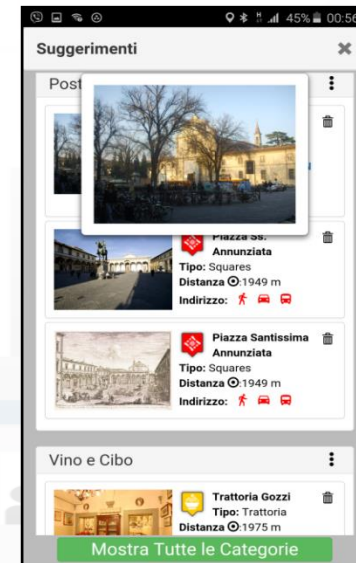 45% 00:56
Suggerimenti
Post
Piazza Ss.
Annunziata
Tipo: Squares
Distanza :1949 m
Indirizzo:
Piazza Santissima
Annunziata
Tipo: Squares
Distanza :1949 m
Indirizzo:
Vino e Cibo
Trattoria Gozzi
Tipo: Trattoria
Distanza :1975 m
Mostra Tutte le Categorie